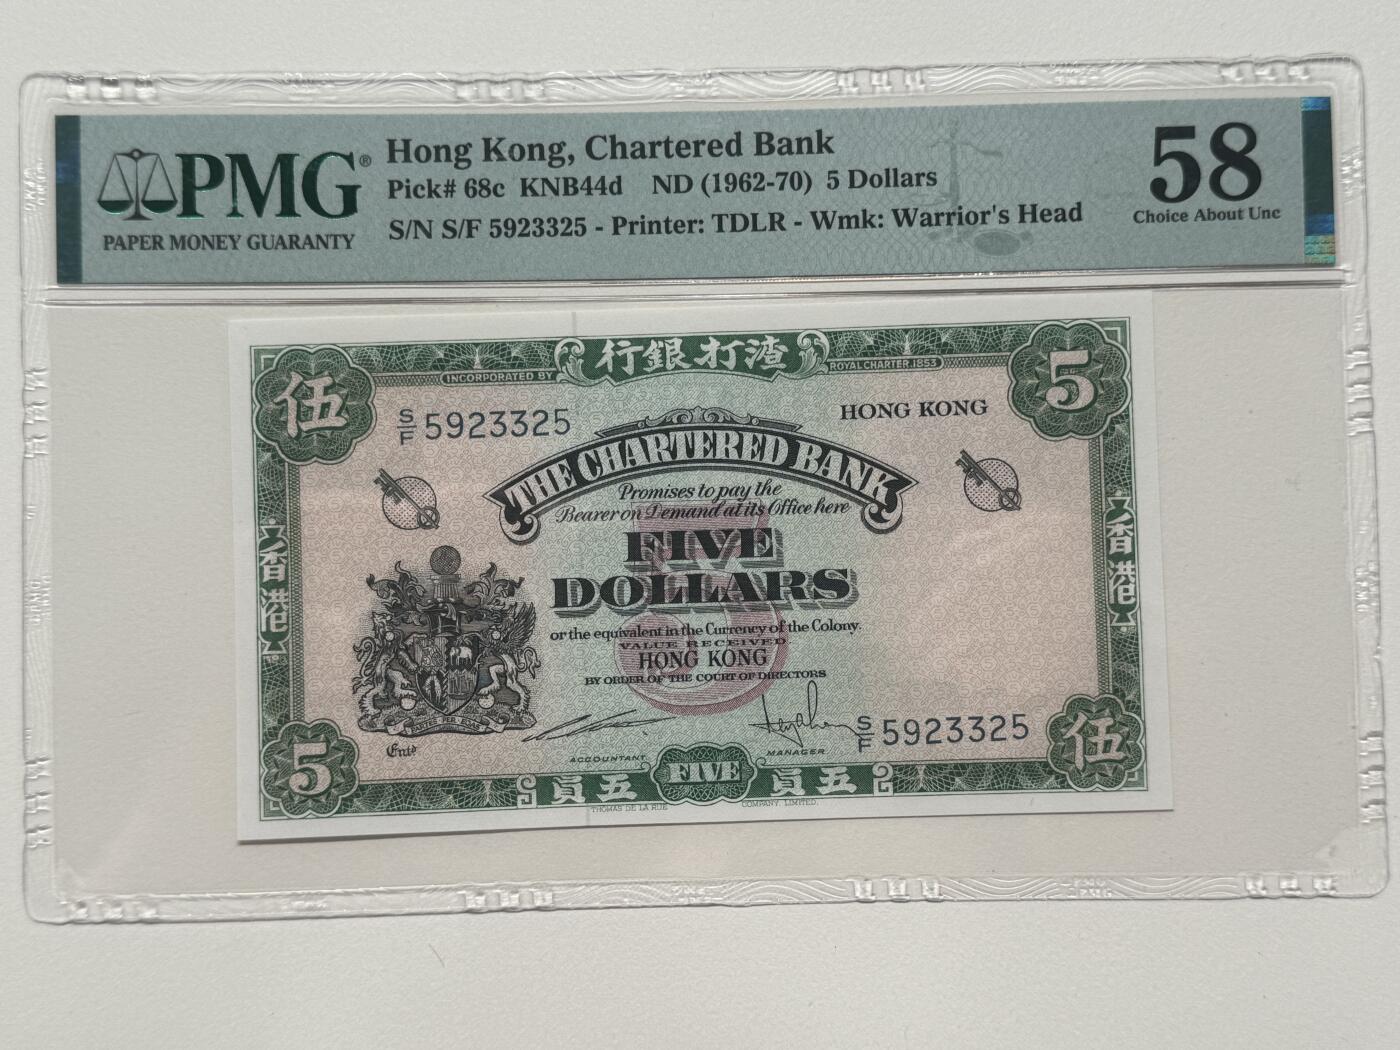 PMG®
PAPER MONEY GUARANTY
Hong Kong, Chartered Bank
Pick# 68c KNB44d ND (1962-70) 5 Dollars
S/N S/F 5923325 - Printer: TDLR - Wmk: Warrior's Head
58
Choice About Unc
行銀打渣
INCORPORATED BY
ROYAL CHARTER 1853
伍
5
S/F 5923325
HONG KONG
THE CHARTERED BANK
Promises to pay the
Bearer on Demand at its Office here
FIVE
DOLLARS
or the equivalent in the Currency of the Colony.
VALUE RECEIVED
HONG KONG
BY ORDER OF THE COURT OF DIRECTORS
香港
香港
S/F 5923325
Entd
ACCOUNTANT
MANAGER
5
伍
員五
FIVE
員五
THOMAS DE LA RUE
COMPANY, LIMITED.